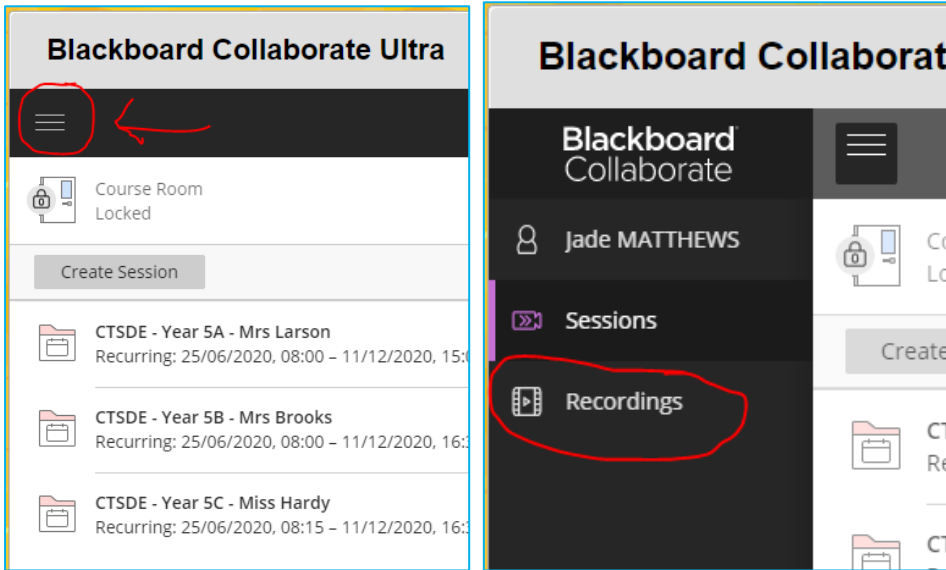 Blackboard Collaborate Ultra
Course Room
Locked
Create Session
CTSDE - Year 5A - Mrs Larson
Recurring: 25/06/2020, 08:00 – 11/12/2020, 15:
CTSDE - Year 5B - Mrs Brooks
Recurring: 25/06/2020, 08:00 – 11/12/2020, 16:
CTSDE - Year 5C - Miss Hardy
Recurring: 25/06/2020, 08:15 – 11/12/2020, 16:
Blackboard Collaborat
Blackboard
Collaborate
Jade MATTHEWS
Sessions
Recordings
Create